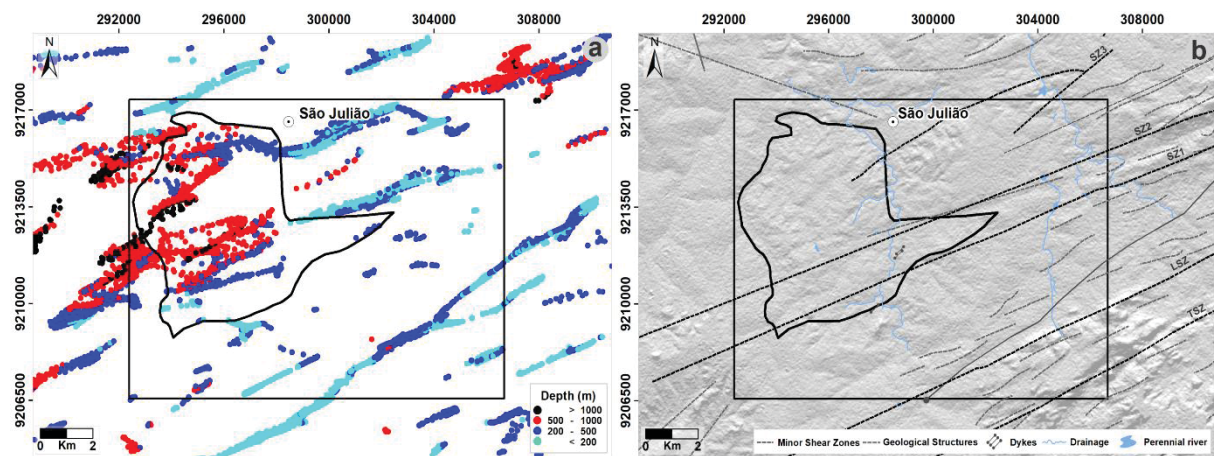 292000 296000 300000 304000 308000
292000 296000 300000 304000 308000
N
a
9217000
9213500
9210000
9206500
São Julião
Depth (m)
> 1000
500 - 1000
200 - 500
< 200
0 Km 2
N
b
9217000
9213500
9210000
9206500
São Julião
SZ3
SZ2
SZ1
LSZ
TSZ
0 Km 2
Minor Shear Zones Geological Structures Dykes Drainage Perennial river